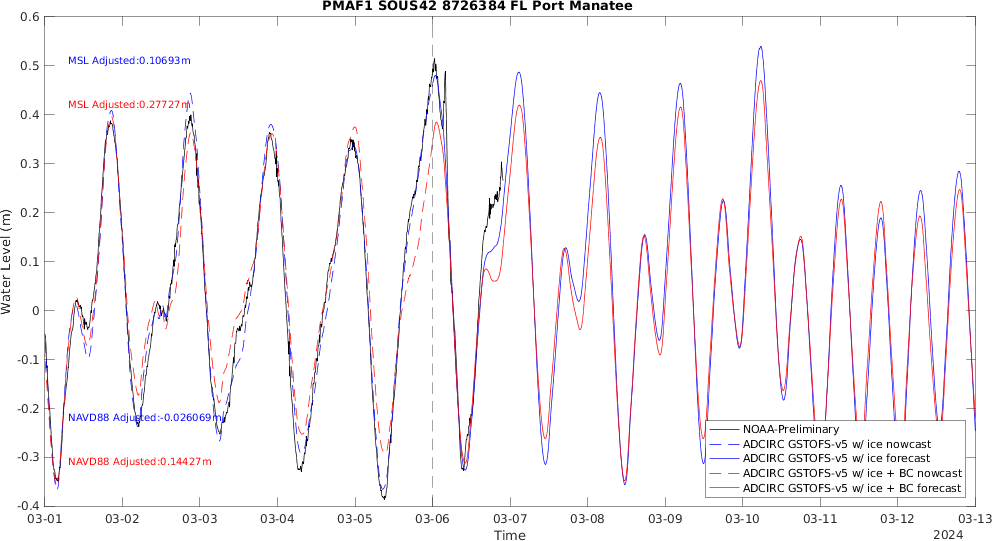 PMAF1 SOUS42 8726384 FL Port Manatee
0.6
0.5
0.4
0.3
0.2
0.1
0
-0.1
-0.2
-0.3
-0.4
Water Level (m)
MSL Adjusted:0.10693m
MSL Adjusted:0.27727m
NAVD88 Adjusted:-0.026069m
NAVD88 Adjusted:0.14427m
NOAA-Preliminary
ADCIRC GSTOFS-v5 w/ ice nowcast
ADCIRC GSTOFS-v5 w/ ice forecast
ADCIRC GSTOFS-v5 w/ ice + BC nowcast
ADCIRC GSTOFS-v5 w/ ice + BC forecast
03-01 03-02 03-03 03-04 03-05 03-06 03-07 03-08 03-09 03-10 03-11 03-12 03-13
Time
2024